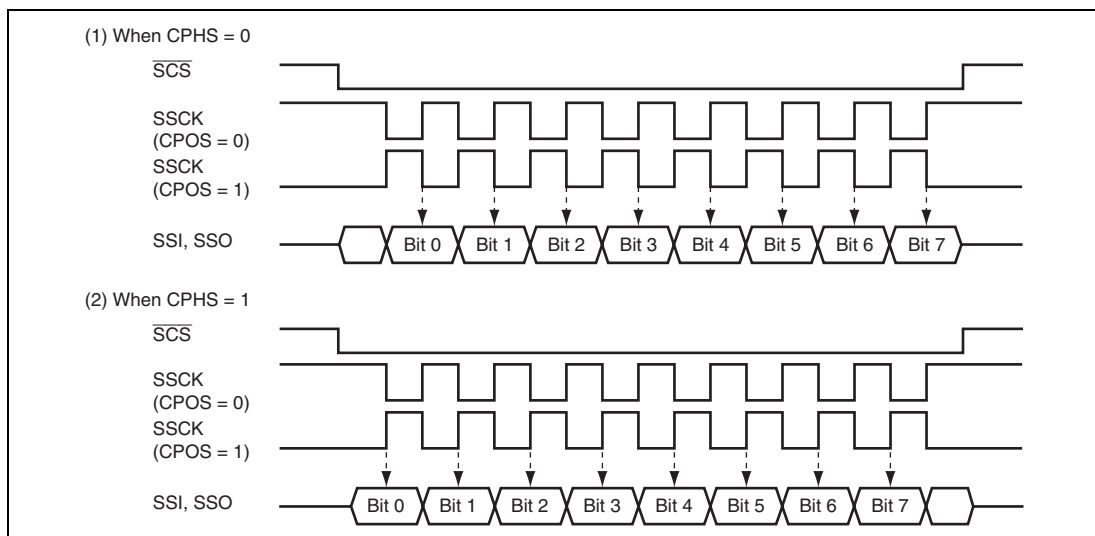 (1) When CPHS = 0
SCS
SSCK
(CPOS = 0)
SSCK
(CPOS = 1)
SSI, SSO
Bit 0 Bit 1 Bit 2 Bit 3 Bit 4 Bit 5 Bit 6 Bit 7
(2) When CPHS = 1
SCS
SSCK
(CPOS = 0)
SSCK
(CPOS = 1)
SSI, SSO
Bit 0 Bit 1 Bit 2 Bit 3 Bit 4 Bit 5 Bit 6 Bit 7